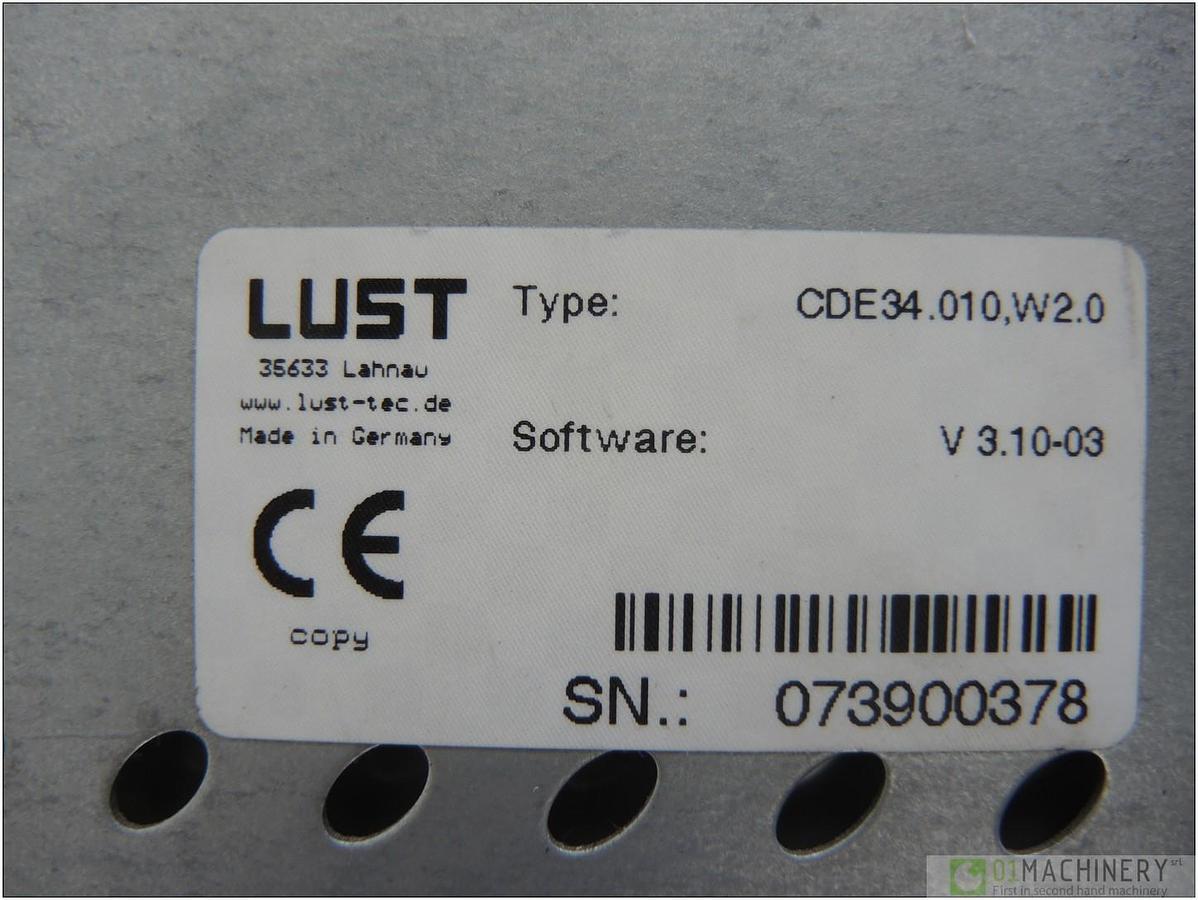 LUST
35633 Lahnau
www.lust-tec.de
Made in Germany
CE
copy
Type: CDE34.010,W2.0
Software: V 3.10-03
SN.: 073900378
01MACHINERY srl
First in second hand machinery